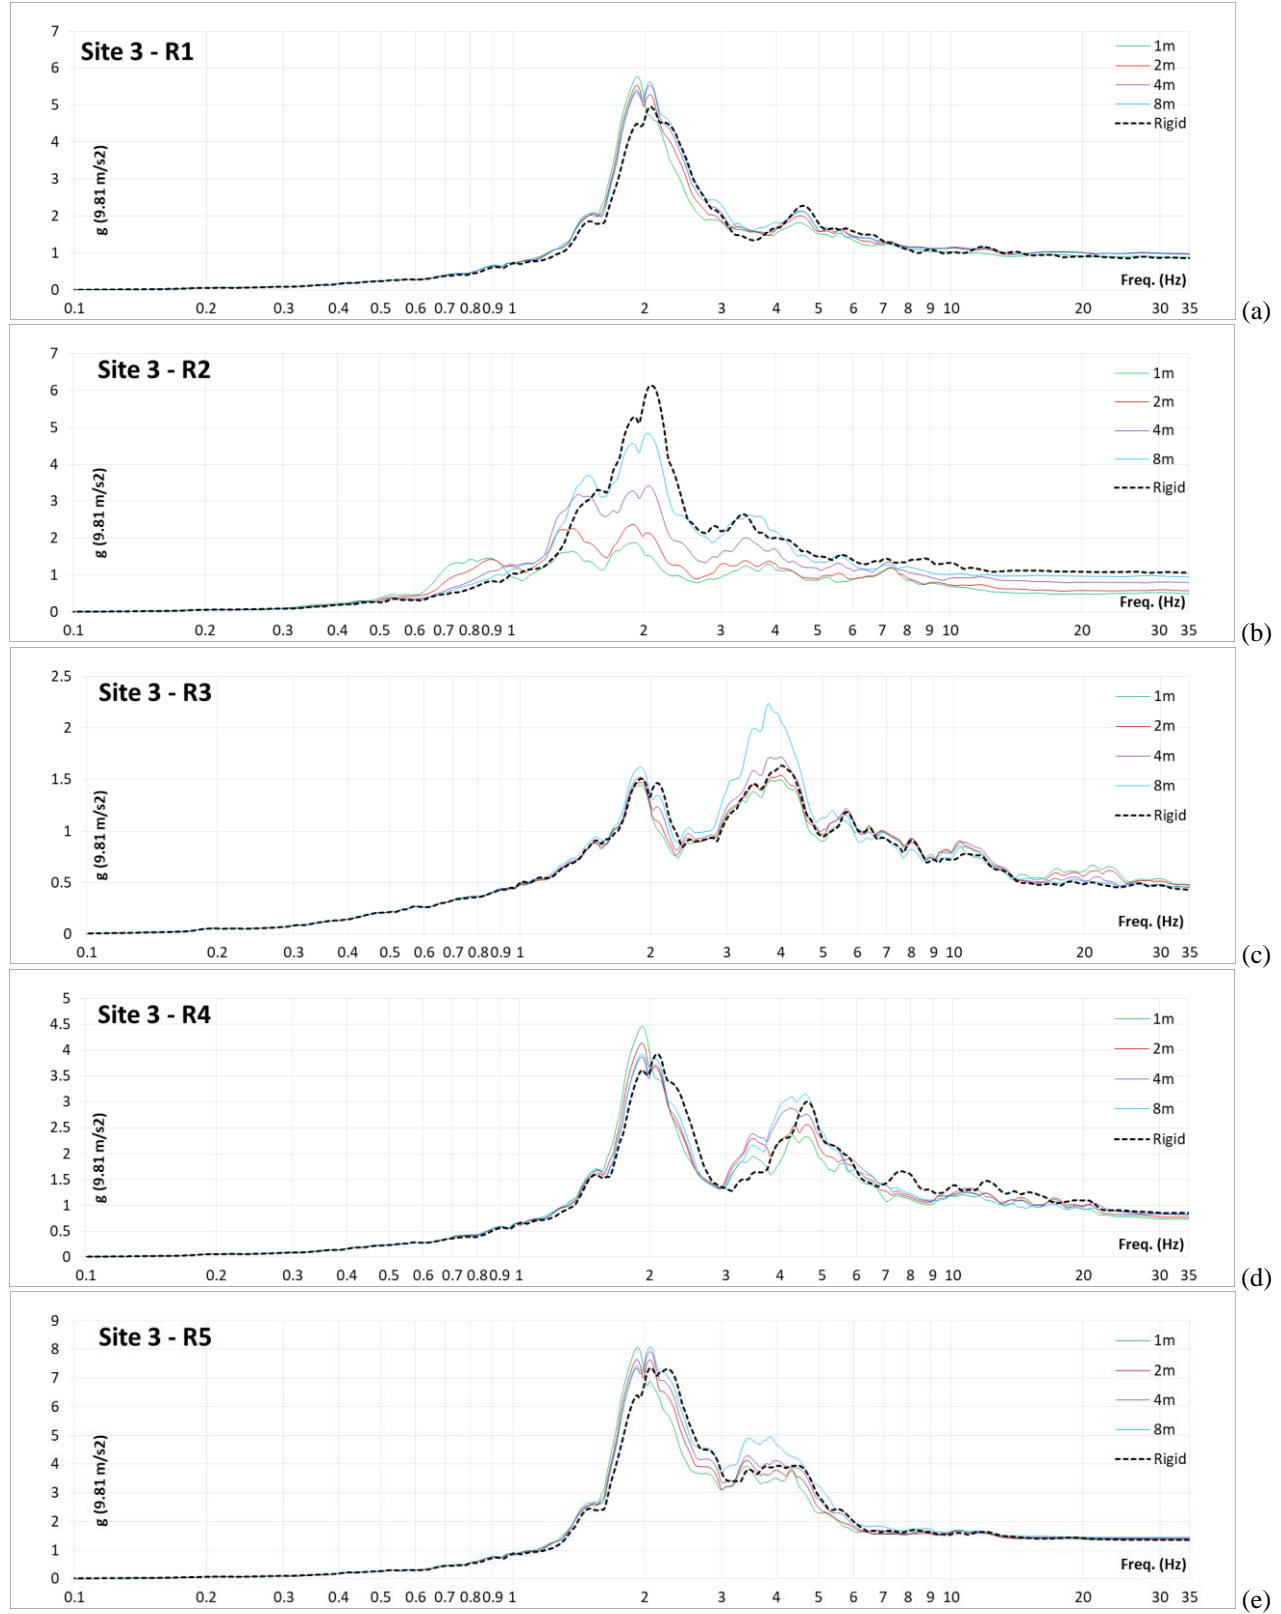 7
Site 3 - R1
1m
6
2m
4m
5
8m
Rigid
4
g (9.81 m/s2)
3
2
1
Freq. (Hz)
0
0.1 0.2 0.3 0.4 0.5 0.6 0.7 0.8 0.9 1 2 3 4 5 6 7 8 9 10 20 30 35
(a)
7
Site 3 - R2
1m
6
2m
5
4m
4
8m
g (9.81 m/s2)
Rigid
3
2
1
Freq. (Hz)
0
0.1 0.2 0.3 0.4 0.5 0.6 0.7 0.8 0.9 1 2 3 4 5 6 7 8 9 10 20 30 35
(b)
2.5
Site 3 - R3
1m
2
2m
4m
1.5
8m
g (9.81 m/s2)
Rigid
1
0.5
Freq. (Hz)
0
0.1 0.2 0.3 0.4 0.5 0.6 0.7 0.8 0.9 1 2 3 4 5 6 7 8 9 10 20 30 35
(c)
5
Site 3 - R4
1m
4.5
2m
4
4m
3.5
8m
3
g (9.81 m/s2)
Rigid
2.5
2
1.5
1
0.5
Freq. (Hz)
0
0.1 0.2 0.3 0.4 0.5 0.6 0.7 0.8 0.9 1 2 3 4 5 6 7 8 9 10 20 30 35
(d)
9
Site 3 - R5
1m
8
2m
7
4m
6
8m
5
g (9.81 m/s2)
Rigid
4
3
2
1
Freq. (Hz)
0
0.1 0.2 0.3 0.4 0.5 0.6 0.7 0.8 0.9 1 2 3 4 5 6 7 8 9 10 20 30 35
(e)